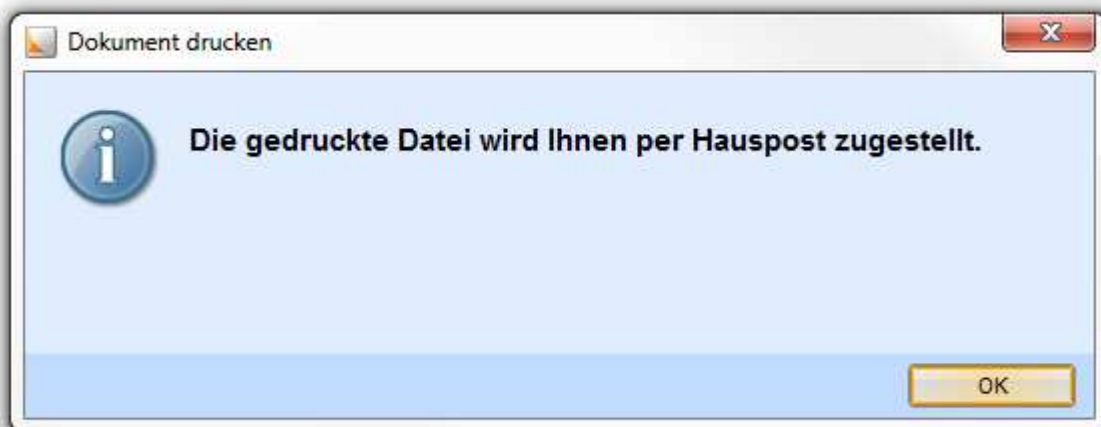 Dokument drucken
Die gedruckte Datei wird Ihnen per Hauspost zugestellt.
OK